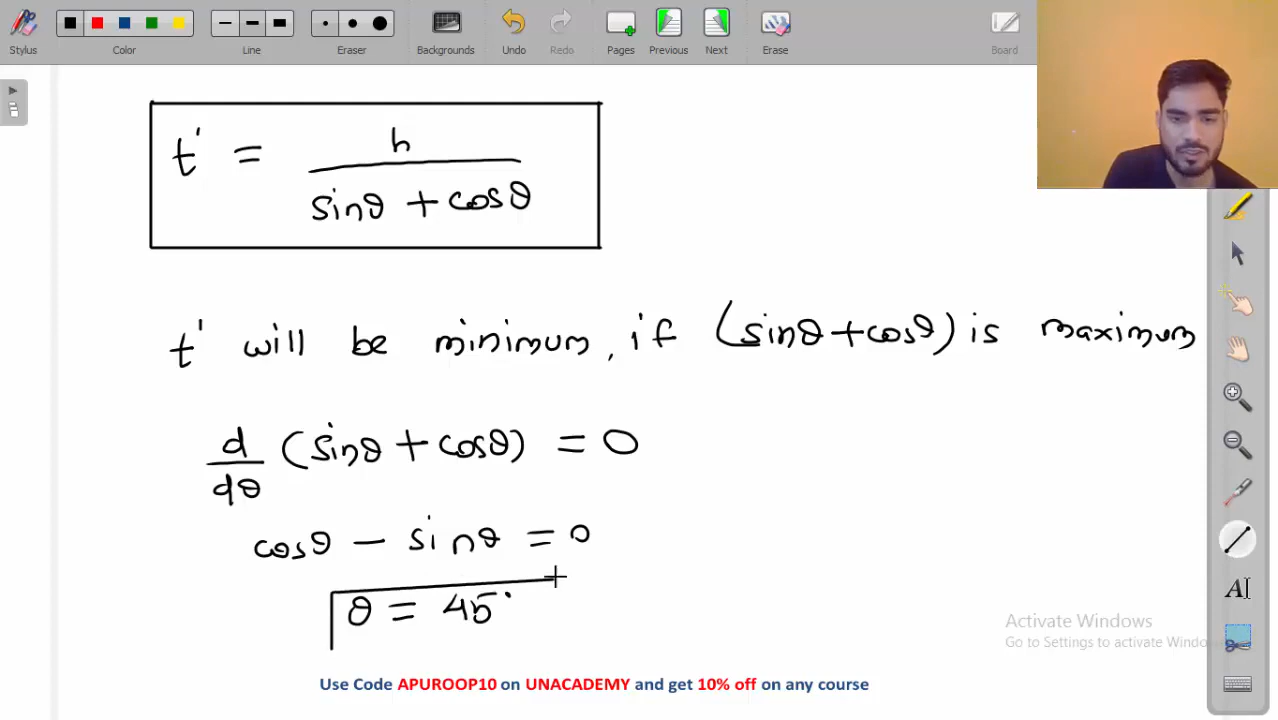 Stylus
Color
Line
Eraser
Backgrounds
Undo
Redo
Pages
Previous
Next
Erase
Board
t' = h / sinθ + cosθ
t' will be minimum, if (sinθ + cosθ) is maximum
d/dθ (sinθ + cosθ) = 0
cosθ - sinθ = 0
θ = 45°
AI
Activate Windows
Go to Settings to activate Windo
Use Code APUROOP10 on UNACADEMY and get 10% off on any course